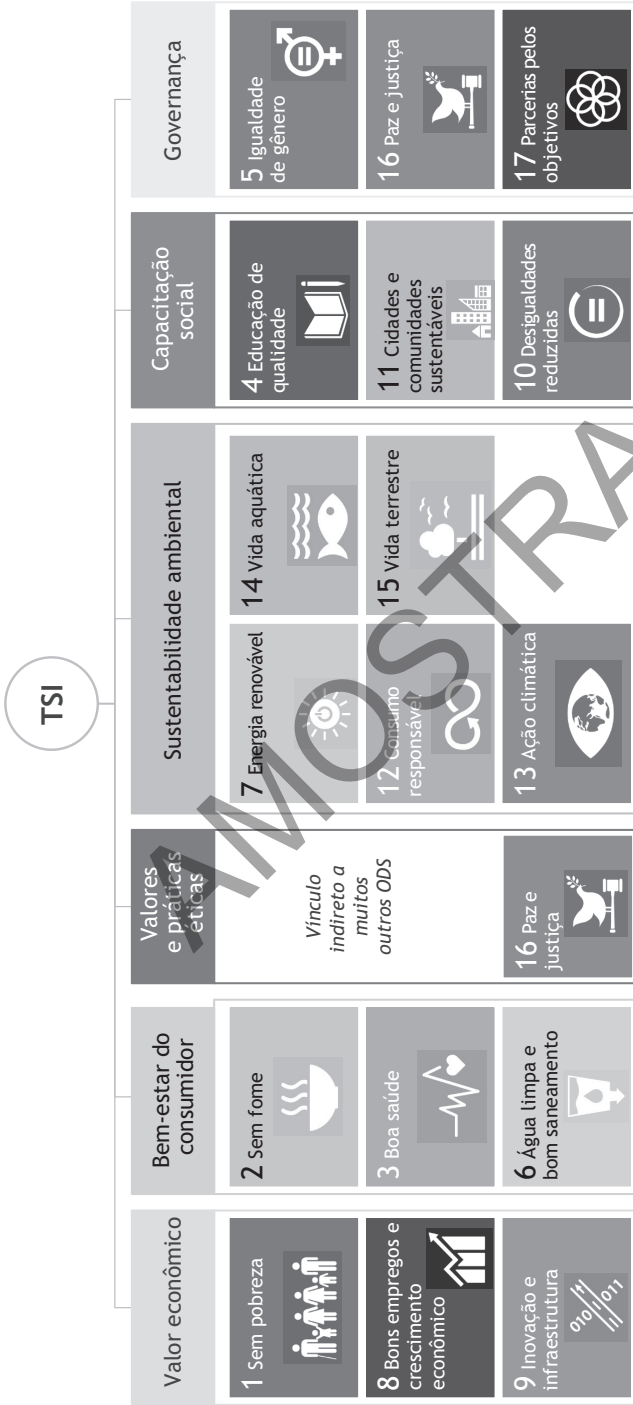 TSI
Valor econômico
1 Sem pobreza
8 Bons empregos e
crescimento
econômico
9 Inovação e
infraestrutura
010
011
Bem-estar do
consumidor
2 Sem fome
3 Boa saúde
6 Água limpa e
bom saneamento
Valores
e práticas
éticas
Vínculo
indireto a
muitos
outros ODS
16 Paz e
justiça
Sustentabilidade ambiental
7 Energia renovável
14 Vida aquática
12 Consumo
responsável
15 Vida terrestre
13 Ação climática
Capacitação
social
4 Educação de
qualidade
11 Cidades e
comunidades
sustentáveis
10 Desigualdades
reduzidas
Governança
5 Igualdade
de gênero
16 Paz e justiça
17 Parcerias pelos
objetivos
AMOSTRA